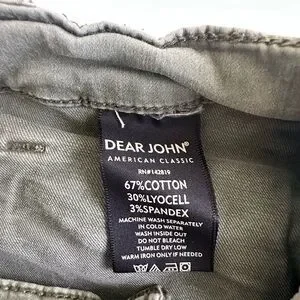 DEAR JOHN®
AMERICAN CLASSIC
RN#142819
67%COTTON
30%LYOCELL
3%SPANDEX
MACHINE WASH SEPARATELY
IN COLD WATER
WASH INSIDE OUT
DO NOT BLEACH
TUMBLE DRY LOW
WARM IRON ONLY IF NEEDED